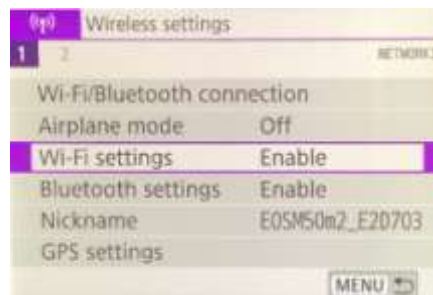 Wireless settings
1 2 NETWORK
Wi-Fi/Bluetooth connection
Airplane mode Off
Wi-Fi settings Enable
Bluetooth settings Enable
Nickname EOSM50m2_E20703
GPS settings
MENU